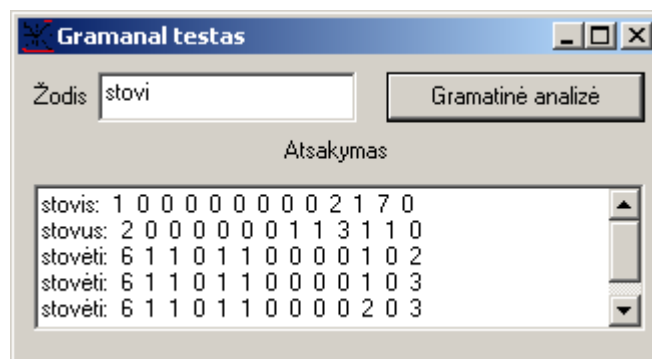 Gramanal testas
Žodis stovi Gramatinė analizė
Atsakymas
stovis: 1 0 0 0 0 0 0 0 0 2 1 7 0
stovus: 2 0 0 0 0 0 0 1 1 3 1 1 0
stovėti: 6 1 1 0 1 1 0 0 0 0 1 0 2
stovėti: 6 1 1 0 1 1 0 0 0 0 1 0 3
stovėti: 6 1 1 0 1 1 0 0 0 0 2 0 3